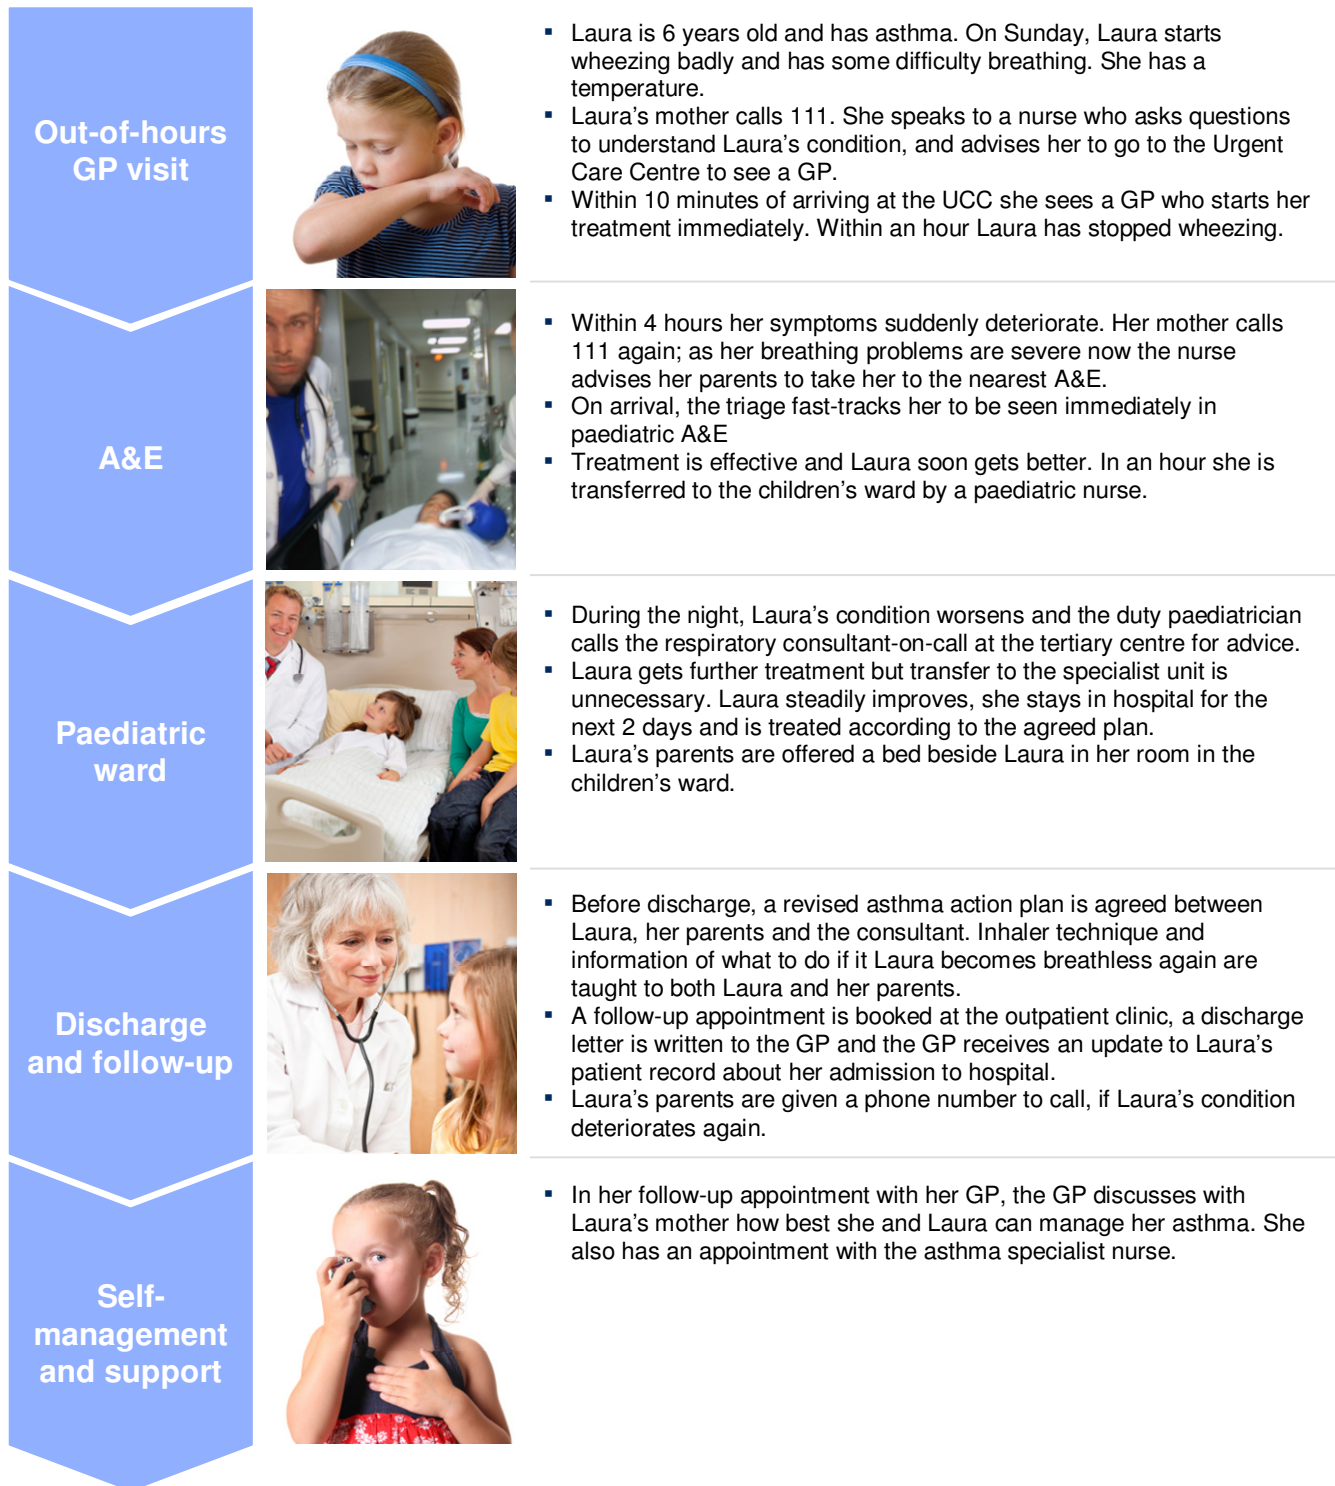 Out-of-hours
GP visit
▪ Laura is 6 years old and has asthma. On Sunday, Laura starts
wheezing badly and has some difficulty breathing. She has a
temperature.
▪ Laura’s mother calls 111. She speaks to a nurse who asks questions
to understand Laura’s condition, and advises her to go to the Urgent
Care Centre to see a GP.
▪ Within 10 minutes of arriving at the UCC she sees a GP who starts her
treatment immediately. Within an hour Laura has stopped wheezing.
A&E
▪ Within 4 hours her symptoms suddenly deteriorate. Her mother calls
111 again; as her breathing problems are severe now the nurse
advises her parents to take her to the nearest A&E.
▪ On arrival, the triage fast-tracks her to be seen immediately in
paediatric A&E
▪ Treatment is effective and Laura soon gets better. In an hour she is
transferred to the children’s ward by a paediatric nurse.
Paediatric
ward
▪ During the night, Laura’s condition worsens and the duty paediatrician
calls the respiratory consultant-on-call at the tertiary centre for advice.
▪ Laura gets further treatment but transfer to the specialist unit is
unnecessary. Laura steadily improves, she stays in hospital for the
next 2 days and is treated according to the agreed plan.
▪ Laura’s parents are offered a bed beside Laura in her room in the
children’s ward.
Discharge
and follow-up
▪ Before discharge, a revised asthma action plan is agreed between
Laura, her parents and the consultant. Inhaler technique and
information of what to do if it Laura becomes breathless again are
taught to both Laura and her parents.
▪ A follow-up appointment is booked at the outpatient clinic, a discharge
letter is written to the GP and the GP receives an update to Laura’s
patient record about her admission to hospital.
▪ Laura’s parents are given a phone number to call, if Laura’s condition
deteriorates again.
Self-
management
and support
▪ In her follow-up appointment with her GP, the GP discusses with
Laura’s mother how best she and Laura can manage her asthma. She
also has an appointment with the asthma specialist nurse.